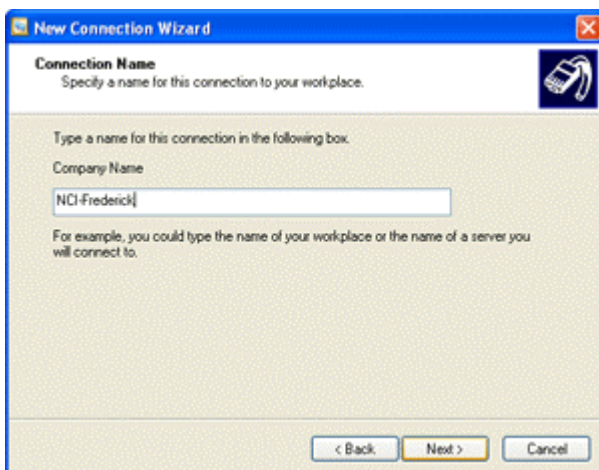 New Connection Wizard
Connection Name
Specify a name for this connection to your workplace.
Type a name for this connection in the following box.
Company Name
NCI-Frederick
For example, you could type the name of your workplace or the name of a server you
will connect to.
< Back
Next >
Cancel